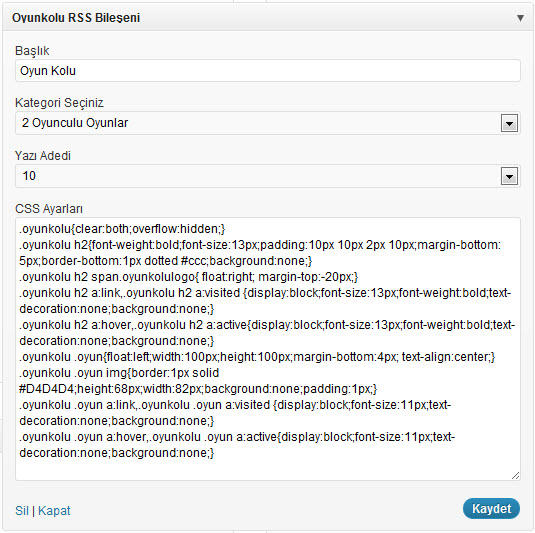 Oyunkolu RSS Bileşeni
Başlık
Oyun Kolu
Kategori Seçiniz
2 Oyunculu Oyunlar
Yazı Adedi
10
CSS Ayarları
.oyunkolu{clear:both;overflow:hidden;}
.oyunkolu h2{font-weight:bold;font-size:13px;padding:10px 10px 2px 10px;margin-bottom:
5px;border-bottom:1px dotted #ccc;background:none;}
.oyunkolu h2 span.oyunkolulogo{ float:right; margin-top:-20px;}
.oyunkolu h2 a:link,.oyunkolu h2 a:visited {display:block;font-size:13px;font-weight:bold;text-
decoration:none;background:none;}
.oyunkolu h2 a:hover,.oyunkolu h2 a:active{display:block;font-size:13px;font-weight:bold;text-
decoration:none;background:none;}
.oyunkolu .oyun{float:left;width:100px;height:100px;margin-bottom:4px; text-align:center;}
.oyunkolu .oyun img{border:1px solid
#D4D4D4;height:68px;width:82px;background:none;padding:1px;}
.oyunkolu .oyun a:link,.oyunkolu .oyun a:visited {display:block;font-size:11px;text-
decoration:none;background:none;}
.oyunkolu .oyun a:hover,.oyunkolu .oyun a:active{display:block;font-size:11px;text-
decoration:none;background:none;}
Sil | Kapat
Kaydet